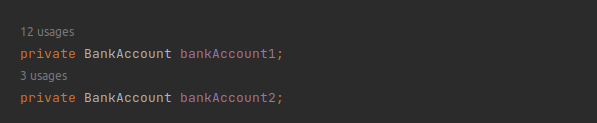 12 usages
private BankAccount bankAccount1;
3 usages
private BankAccount bankAccount2;